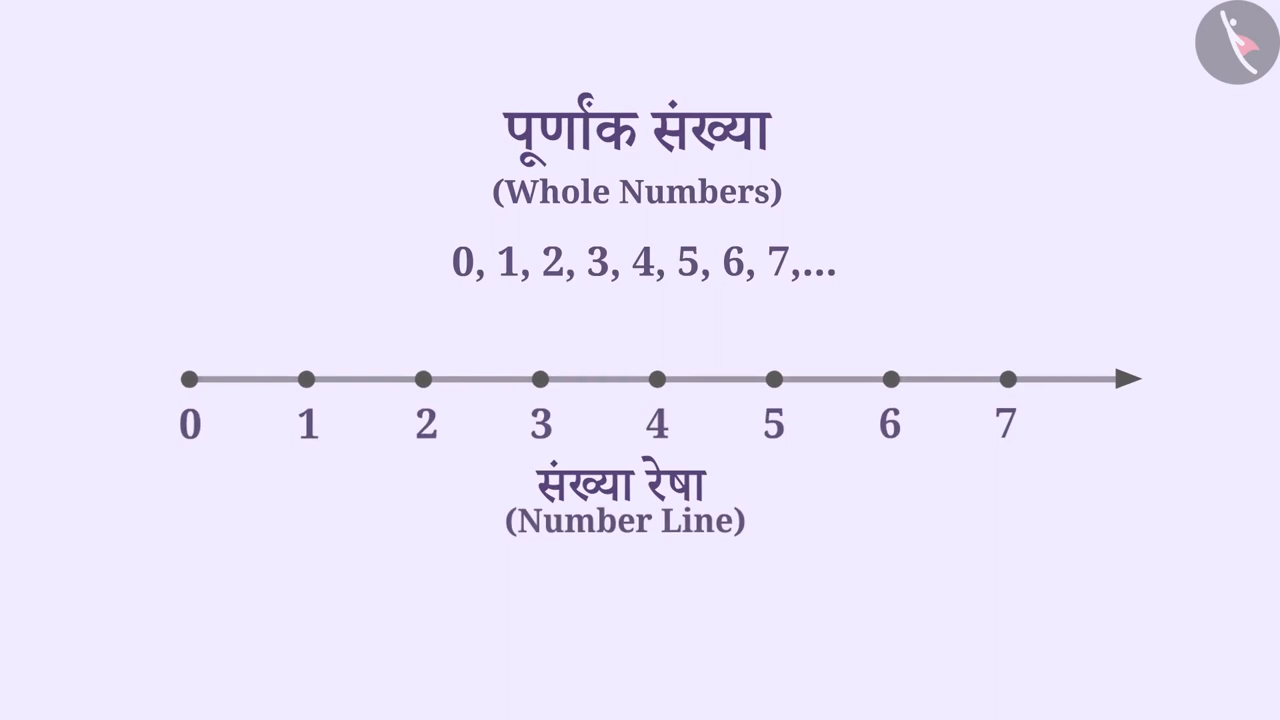 पूर्णांक संख्या
(Whole Numbers)
0, 1, 2, 3, 4, 5, 6, 7,...
0 1 2 3 4 5 6 7
संख्या रेषा
(Number Line)